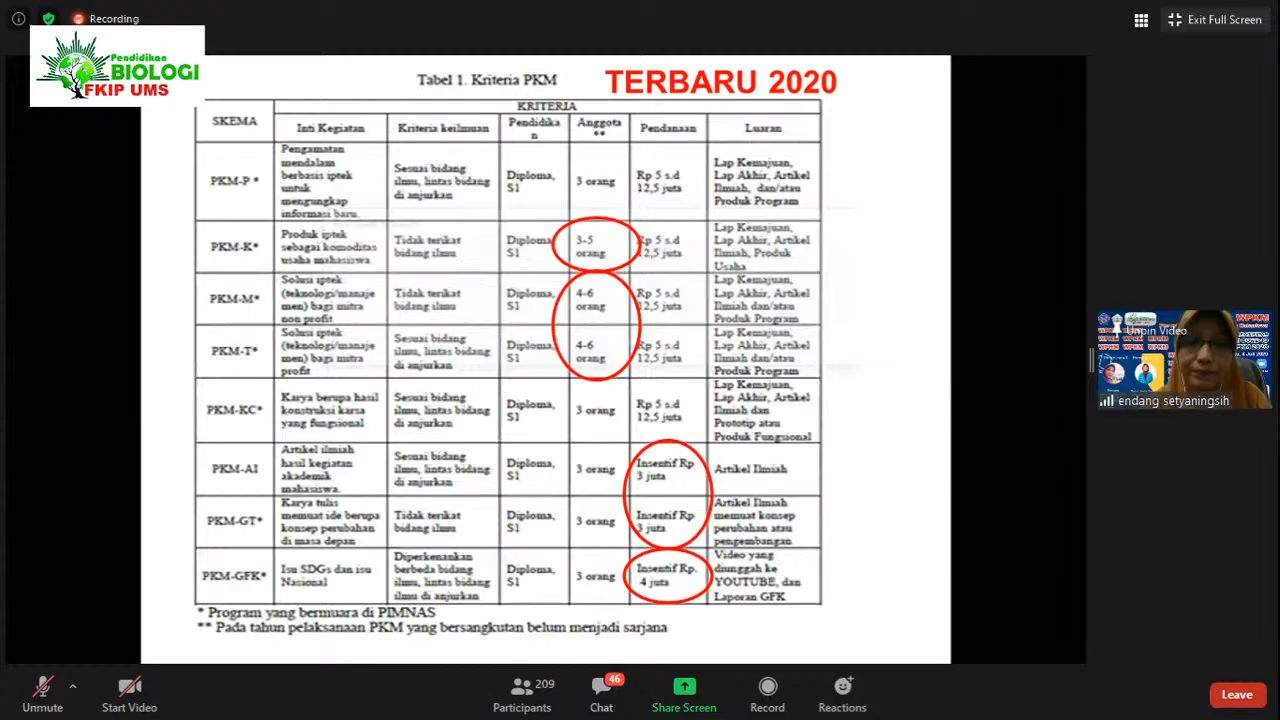 Recording
Exit Full Screen
Pendidikan
BIOLOGI
FKIP UMS
Tabel 1. Kriteria PKM
TERBARU 2020
SKEMA
KRITERIA
Inti Kegiatan
Kriteria keilmuan
Pendidika
n
Anggota
**
Pendanaan
Luaran
PKM-P *
Pengamatan
mendalam
berbasis iptek
untuk
mengungkap
informasi baru.
Sesuai bidang
ilmu, lintas bidang
di anjurkan
Diploma,
S1
3 orang
Rp 5 s.d
12,5 juta
Lap Kemajuan,
Lap Akhir, Artikel
Ilmiah, dan/atau
Produk Program
PKM-K*
Produk iptek
sebagai komoditas
usaha mahasiswa
Tidak terikat
bidang ilmu
Diploma,
S1
3-5
orang
Rp 5 s.d
12,5 juta
Lap Kemajuan,
Lap Akhir, Artikel
Ilmiah, Produk
Usaha
PKM-M*
Solusi iptek
(teknologi/manaje
men) bagi mitra
non profit
Tidak terikat
bidang ilmu
Diploma,
S1
4-6
orang
Rp 5 s.d
12,5 juta
Lap Kemajuan,
Lap Akhir, Artikel
Ilmiah dan/atau
Produk Program
PKM-T*
Solusi iptek
(teknologi/manaje
men) bagi mitra
profit
Sesuai bidang
ilmu, lintas bidang
di anjurkan
Diploma,
S1
4-6
orang
Rp 5 s.d
12,5 juta
Lap Kemajuan,
Lap Akhir, Artikel
Ilmiah dan/atau
Produk Program
PKM-KC*
Karya berupa hasil
konstruksi karsa
yang fungsional
Sesuai bidang
ilmu, lintas bidang
di anjurkan
Diploma,
S1
3 orang
Rp 5 s.d
12,5 juta
Lap Kemajuan,
Lap Akhir, Artikel
Ilmiah dan
Prototip atau
Produk Fungsional
PKM-AI
Artikel ilmiah
hasil kegiatan
akademik
mahasiswa.
Sesuai bidang
ilmu, lintas bidang
di anjurkan
Diploma,
S1
3 orang
Insentif Rp
3 juta
Artikel Ilmiah
PKM-GT*
Karya tulis
memuat ide berupa
konsep perubahan
di masa depan
Tidak terikat
bidang ilmu
Diploma,
S1
3 orang
Insentif Rp
3 juta
Artikel Ilmiah
memuat konsep
perubahan atau
pengembangan
PKM-GFK*
Isu SDGs dan isu
Nasional
Diperkenankan
berbeda bidang
ilmu, lintas bidang
ilmu di anjurkan
Diploma,
S1
3 orang
Insentif Rp.
4 juta
Video yang
diunggah ke
YOUTUBE, dan
Laporan GFK
* Program yang bermuara di PIMNAS
** Pada tahun pelaksanaan PKM yang bersangkutan belum menjadi sarjana
Unpin Video
endang setyaningsih
Unmute
Start Video
209
Participants
46
Chat
Share Screen
Record
Reactions
Leave